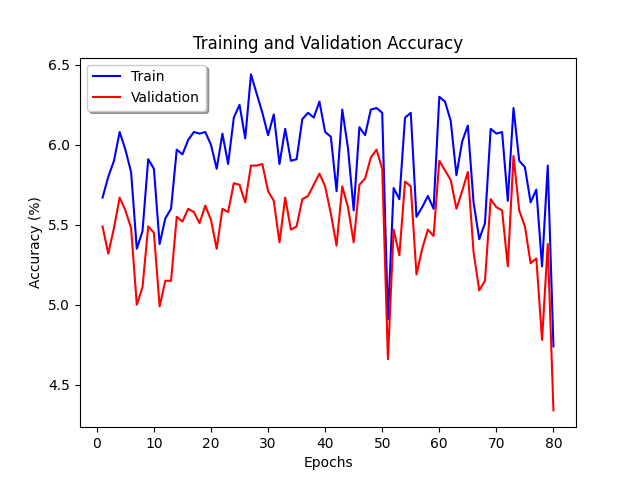 Training and Validation Accuracy
Train
Validation
6.5
6.0
5.5
5.0
4.5
Accuracy (%)
0 10 20 30 40 50 60 70 80
Epochs